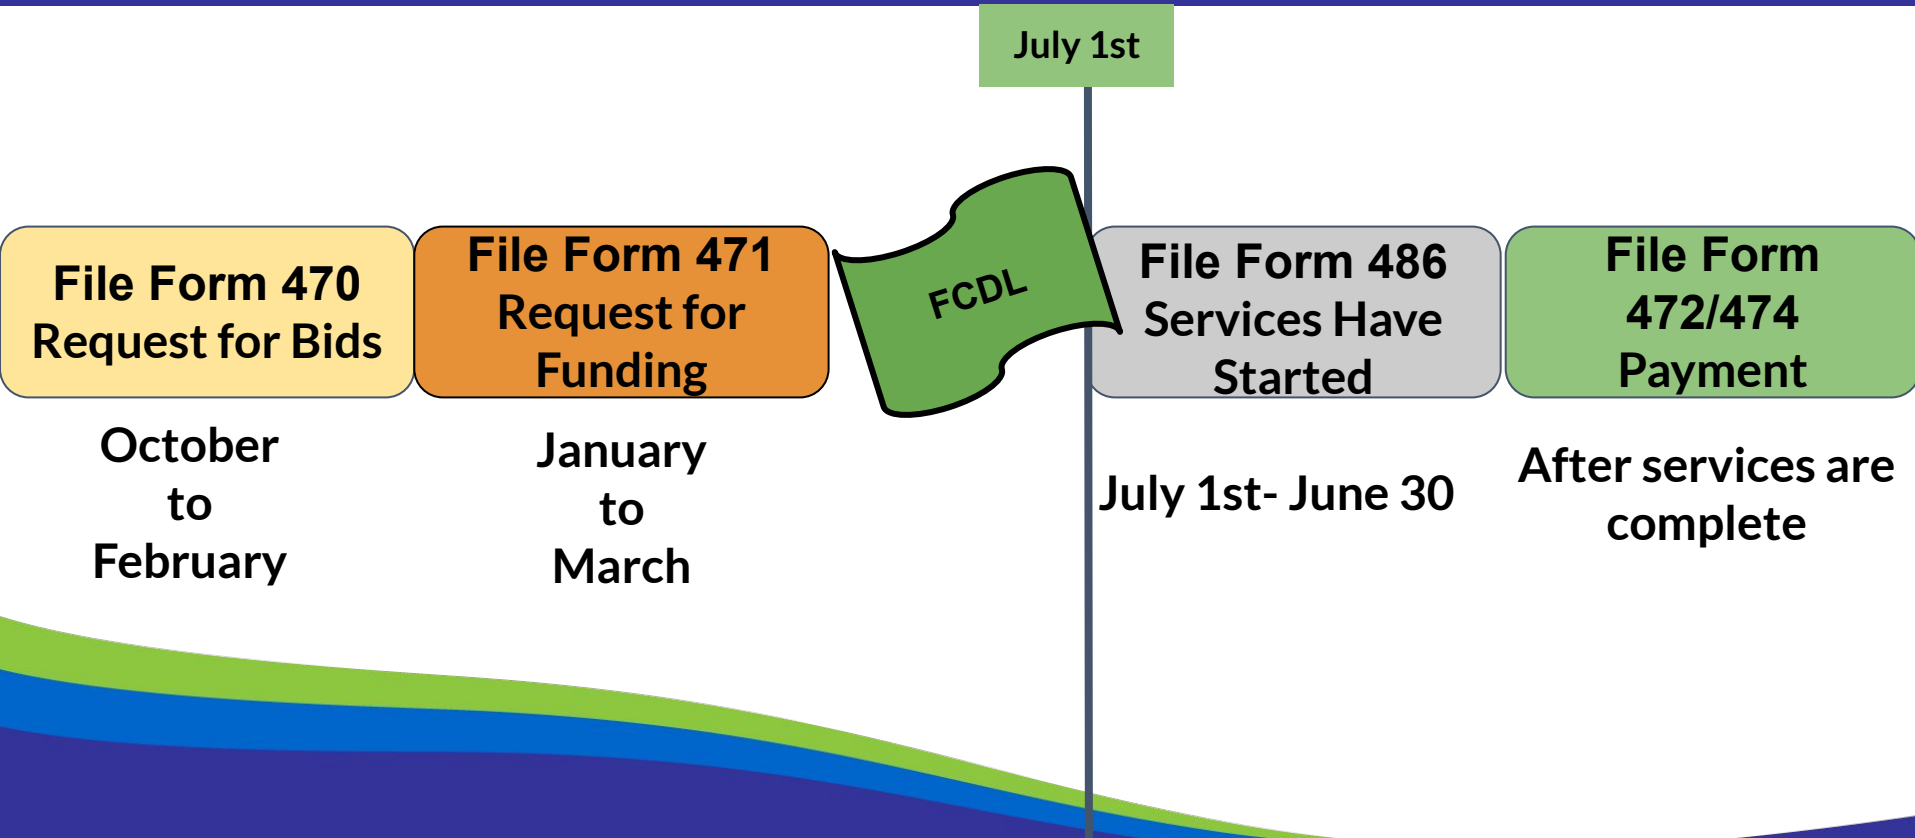 July 1st
File Form 470
Request for Bids
File Form 471
Request for
Funding
FCDL
File Form 486
Services Have
Started
File Form
472/474
Payment
October
to
February
January
to
March
July 1st- June 30
After services are
complete